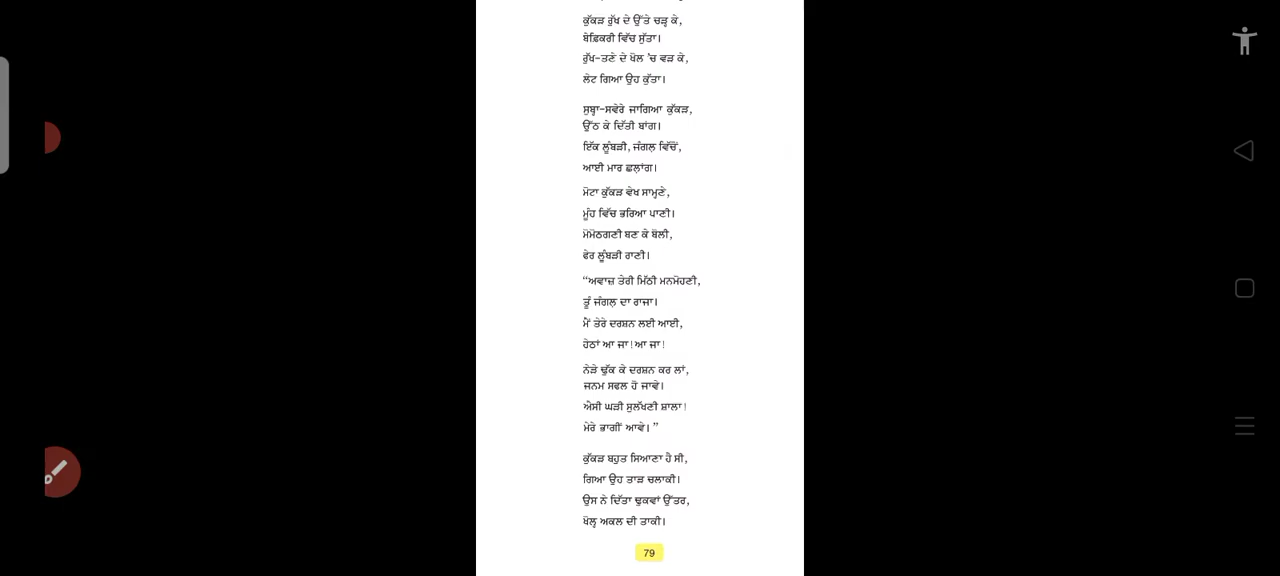 ਕੁੱਕੜ ਰੁੱਖ ਦੇ ਉੱਤੇ ਚੜ੍ਹ ਕੇ,
ਬੇਫ਼ਿਕਰੀ ਵਿੱਚ ਸੁੱਤਾ।
ਰੁੱਖ-ਤਣੇ ਦੇ ਖੋਲ 'ਚ ਵੜ ਕੇ,
ਲੇਟ ਗਿਆ ਉਹ ਕੁੱਤਾ।
ਸੁਬ੍ਹਾ-ਸਵੇਰੇ ਜਾਗਿਆ ਕੁੱਕੜ,
ਉੱਠ ਕੇ ਦਿੱਤੀ ਬਾਂਗ।
ਇੱਕ ਲੂੰਬੜੀ, ਜੰਗਲ ਵਿੱਚੋਂ,
ਆਈ ਮਾਰ ਛਲਾਂਗ।
ਮੋਟਾ ਕੁੱਕੜ ਵੇਖ ਸਾਮ੍ਹਣੇ,
ਮੂੰਹ ਵਿੱਚ ਭਰਿਆ ਪਾਣੀ।
ਮੋਮੋਠਗਣੀ ਬਣ ਕੇ ਬੋਲੀ,
ਫੇਰ ਲੂੰਬੜੀ ਰਾਣੀ।
“ਅਵਾਜ਼ ਤੇਰੀ ਮਿੱਠੀ ਮਨਮੋਹਣੀ,
ਤੂੰ ਜੰਗਲ ਦਾ ਰਾਜਾ।
ਮੈਂ ਤੇਰੇ ਦਰਸ਼ਨ ਲਈ ਆਈ,
ਹੇਠਾਂ ਆ ਜਾ! ਆ ਜਾ!
ਨੇੜੇ ਢੁੱਕ ਕੇ ਦਰਸ਼ਨ ਕਰ ਲਾਂ,
ਜਨਮ ਸਫਲ ਹੋ ਜਾਵੇ।
ਐਸੀ ਘੜੀ ਸੁਲੱਖਣੀ ਸ਼ਾਲਾ!
ਮੇਰੇ ਭਾਗੀਂ ਆਵੇ।”
ਕੁੱਕੜ ਬਹੁਤ ਸਿਆਣਾ ਹੈ ਸੀ,
ਗਿਆ ਉਹ ਤਾੜ ਚਲਾਕੀ।
ਉਸ ਨੇ ਦਿੱਤਾ ਢੁਕਵਾਂ ਉੱਤਰ,
ਖੋਲ੍ਹ ਅਕਲ ਦੀ ਤਾਕੀ।
79